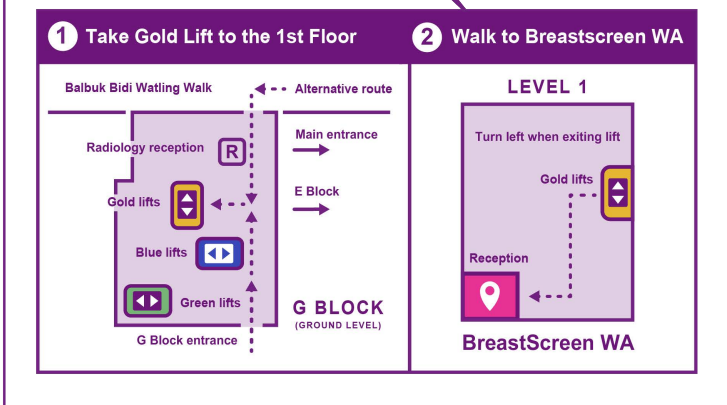 1 Take Gold Lift to the 1st Floor
Balbuk Bidi Watling Walk
Alternative route
Main entrance
Radiology reception
R
E Block
Gold lifts
Blue lifts
Green lifts
G BLOCK
(GROUND LEVEL)
G Block entrance
2 Walk to Breastscreen WA
LEVEL 1
Turn left when exiting lift
Gold lifts
Reception
BreastScreen WA